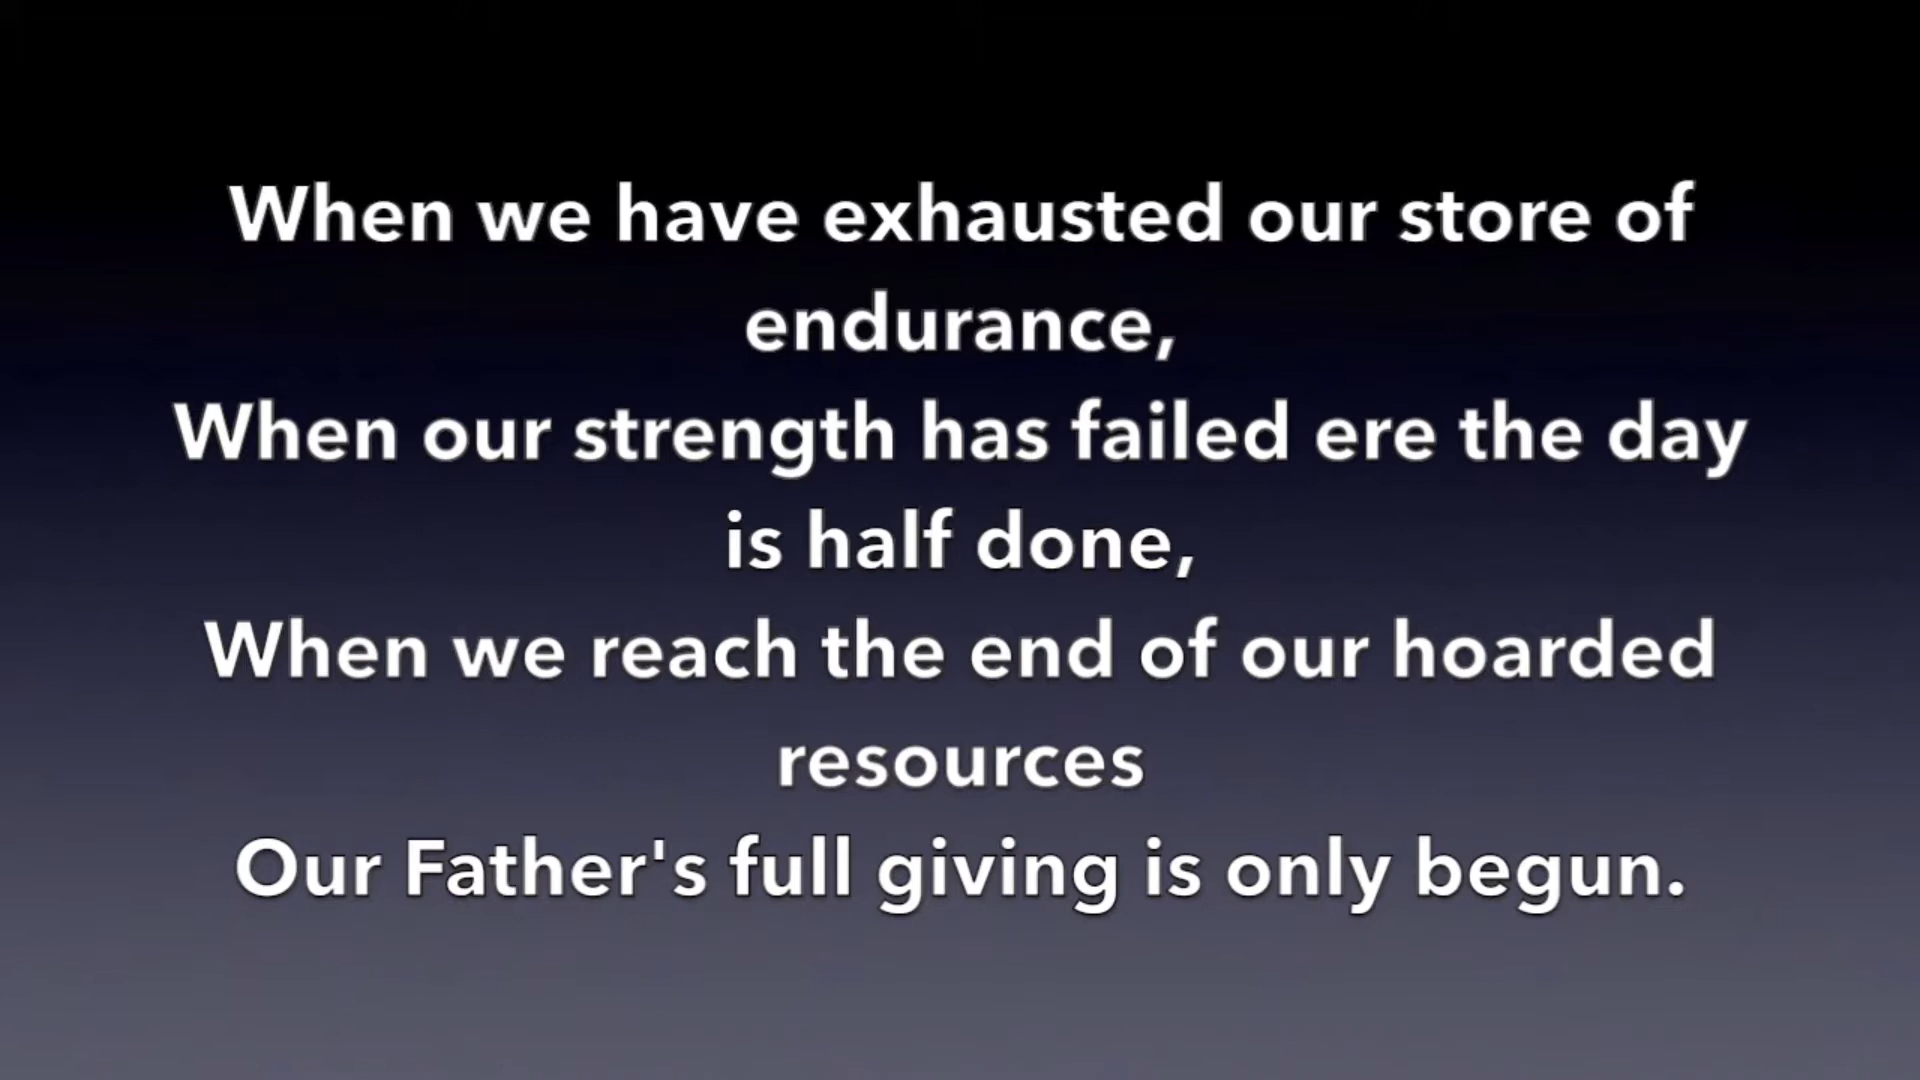 When we have exhausted our store of
endurance,
When our strength has failed ere the day
is half done,
When we reach the end of our hoarded
resources
Our Father's full giving is only begun.